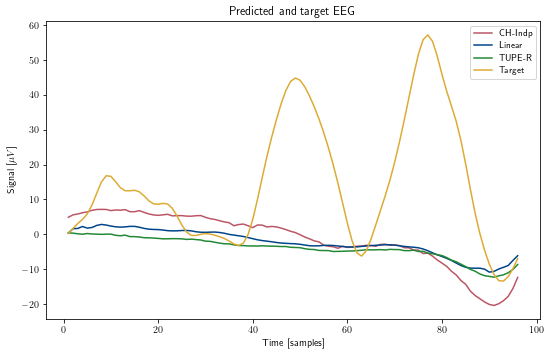 Predicted and target EEG
CH-Indp
Linear
TUPE-R
Target
Signal [μV]
60
50
40
30
20
10
0
−10
−20
0 20 40 60 80 100
Time [samples]